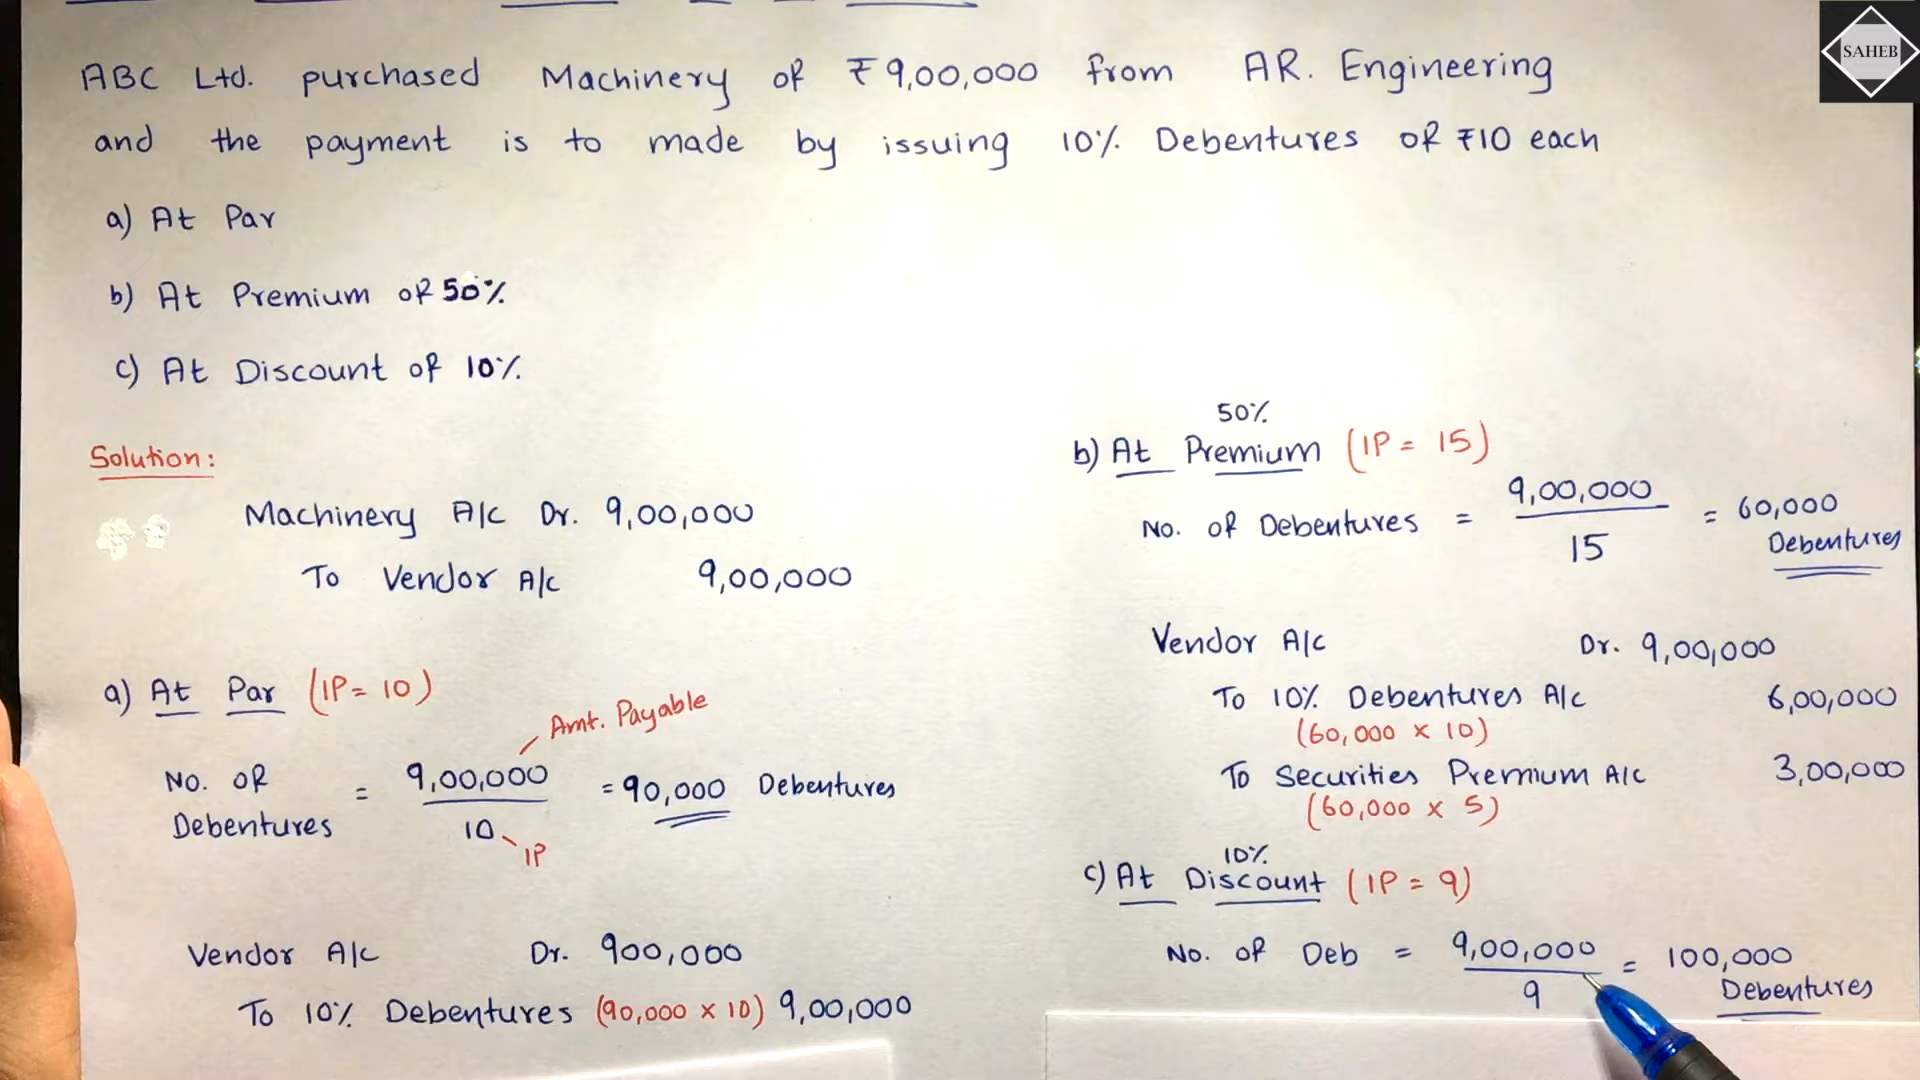 SAHEB
ABC Ltd. purchased Machinery of ₹9,00,000 from AR. Engineering
and the payment is to made by issuing 10% Debentures of ₹10 each
a) At Par
b) At Premium of 50%
c) At Discount of 10%
Solution:
Machinery A/c Dr. 9,00,000
To Vendor A/c 9,00,000
a) At Par (IP = 10)
Amt. Payable
No. of Debentures = 9,00,000 / 10 = 90,000 Debentures
IP
Vendor A/c Dr. 900,000
To 10% Debentures (90,000 x 10) 9,00,000
50%
b) At Premium (IP = 15)
No. of Debentures = 9,00,000 / 15 = 60,000 Debentures
Vendor A/c Dr. 9,00,000
To 10% Debentures A/c 6,00,000
(60,000 x 10)
To Securities Premium A/c 3,00,000
(60,000 x 5)
10%
c) At Discount (IP = 9)
No. of Deb = 9,00,000 / 9 = 100,000 Debentures